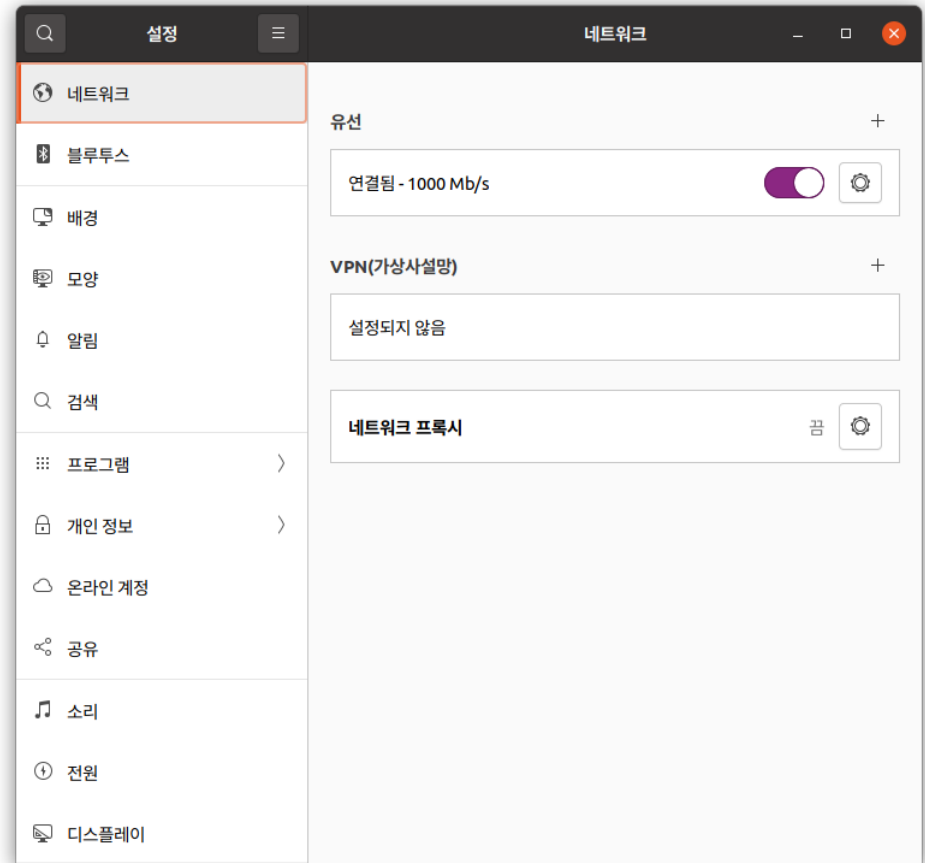 설정
네트워크
네트워크
블루투스
배경
모양
알림
검색
프로그램
개인 정보
온라인 계정
공유
소리
전원
디스플레이
유선
연결됨 - 1000 Mb/s
VPN(가상사설망)
설정되지 않음
네트워크 프록시 끔